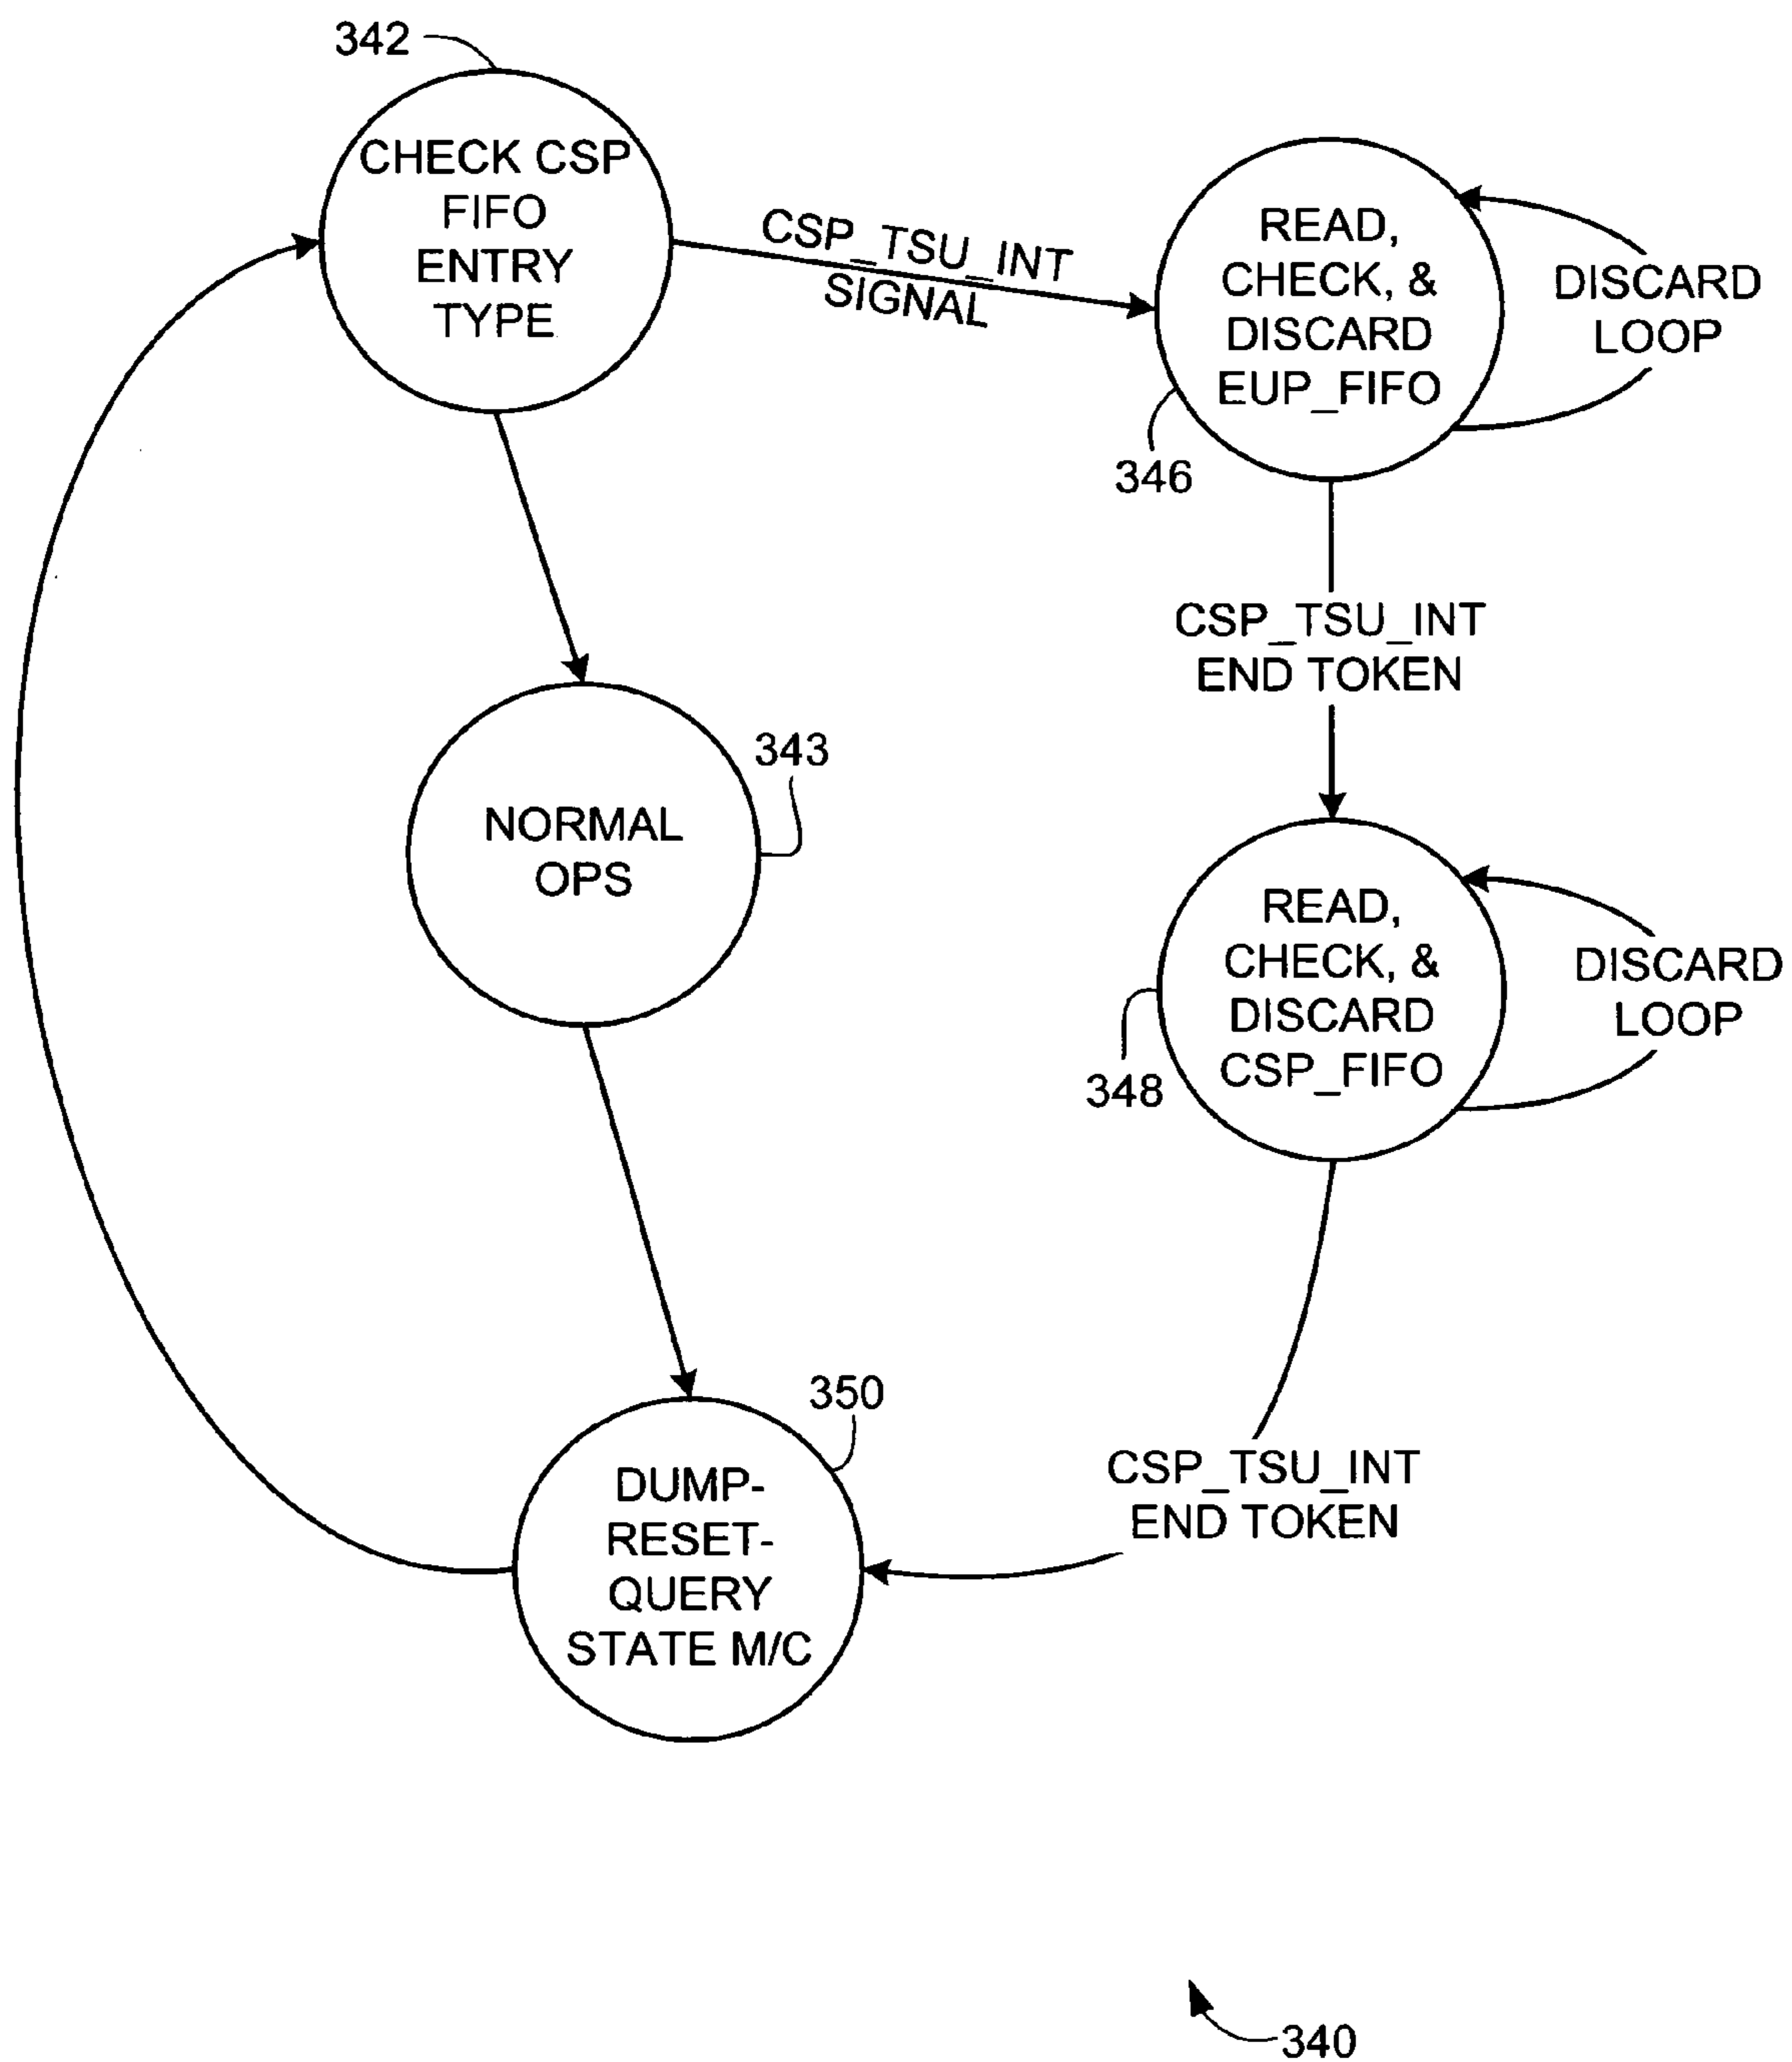 342
CHECK CSP
FIFO
ENTRY
TYPE
CSP_TSU_INT
SIGNAL
READ,
CHECK, &
DISCARD
EUP_FIFO
DISCARD
LOOP
346
CSP_TSU_INT
END TOKEN
343
NORMAL
OPS
READ,
CHECK, &
DISCARD
CSP_FIFO
DISCARD
LOOP
348
350
DUMP-
RESET-
QUERY
STATE M/C
CSP_TSU_INT
END TOKEN
340